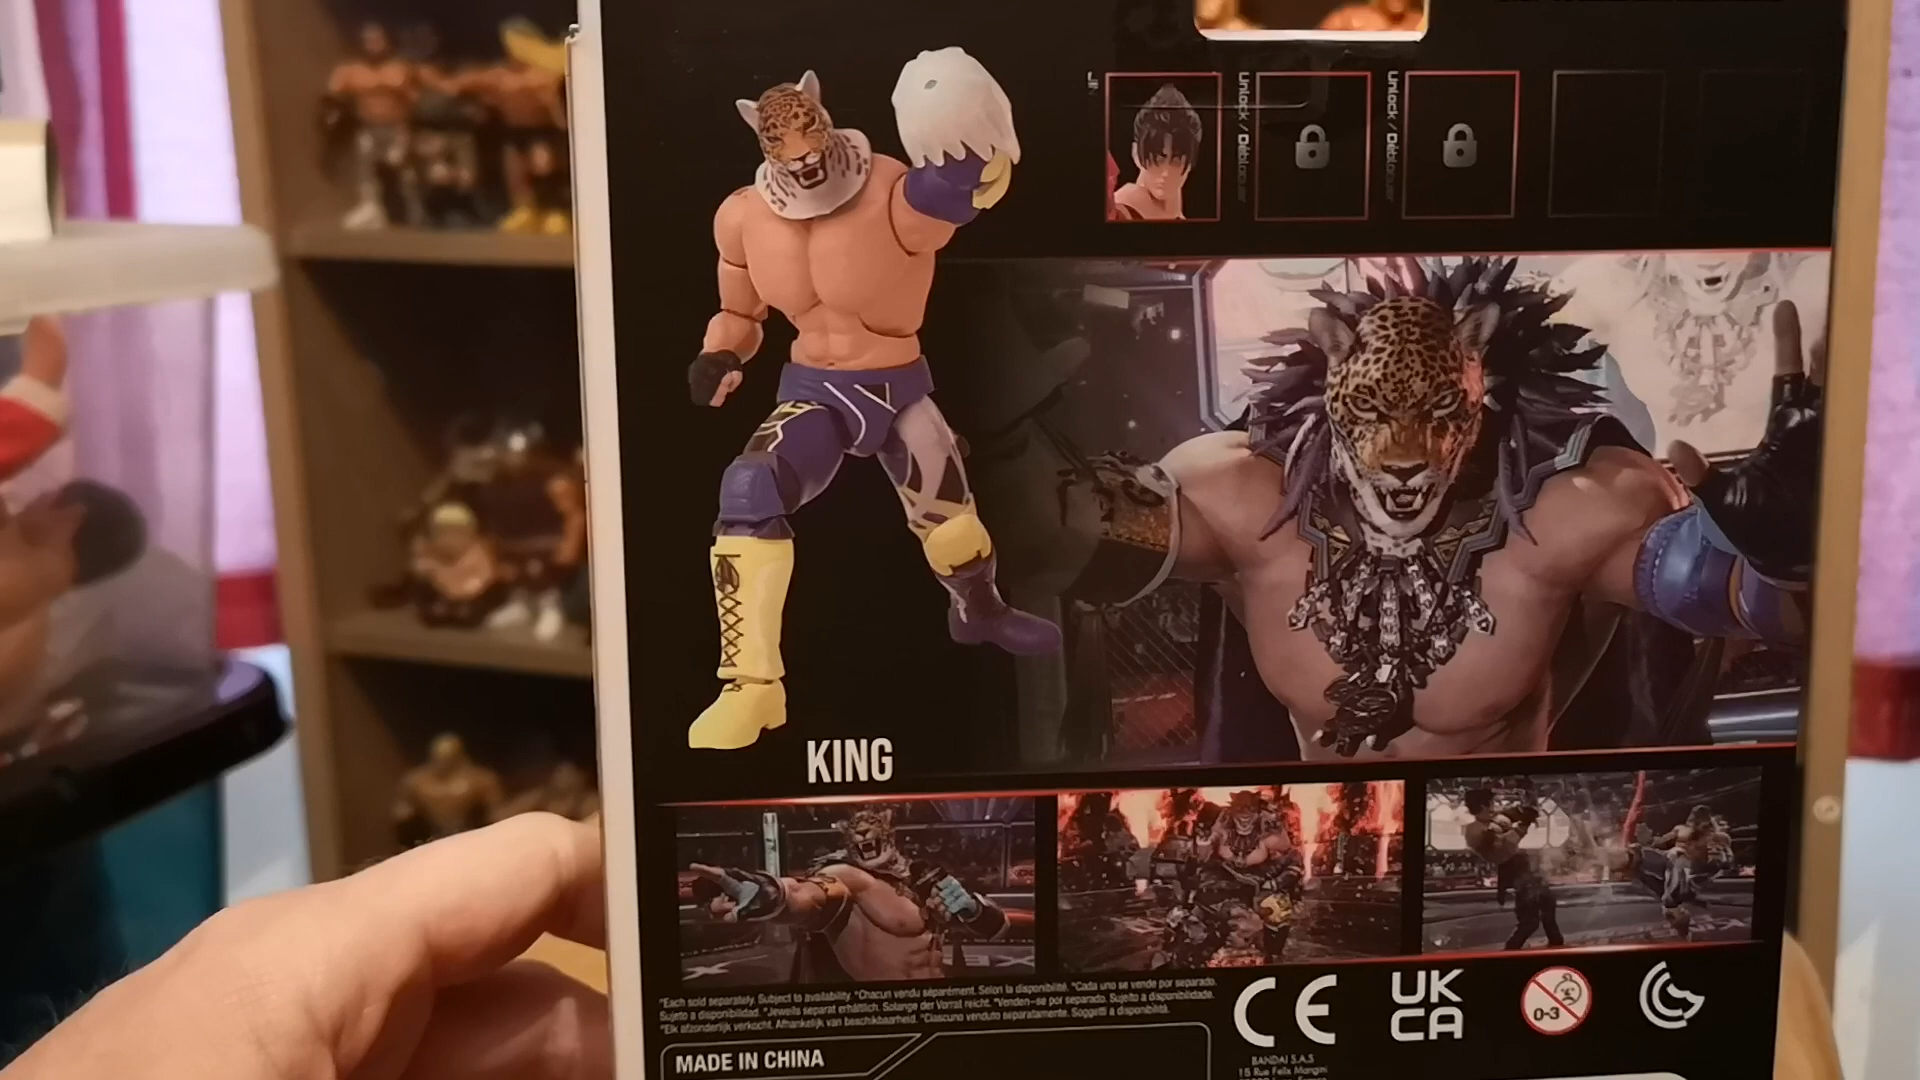 Unlock / Débloquer
Unlock / Débloquer
KING
*Each sold separately. Subject to availability. *Chacun vendu séparément. Selon la disponibilité. *Cada uno se vende por separado.
Sujeto a disponibilidad. *Jeweils separat erhältlich. Solange der Vorrat reicht. *Venden-se por separado. Sujeito a disponibilidade.
*Elk afzonderlijk verkocht. Afhankelijk van beschikbaarheid. *Ciascuno venduto separatamente. Soggetti a disponibilità.
CE
UK
CA
0-3
MADE IN CHINA
BANDAI S.A.S
15 Rue Felix Mangini